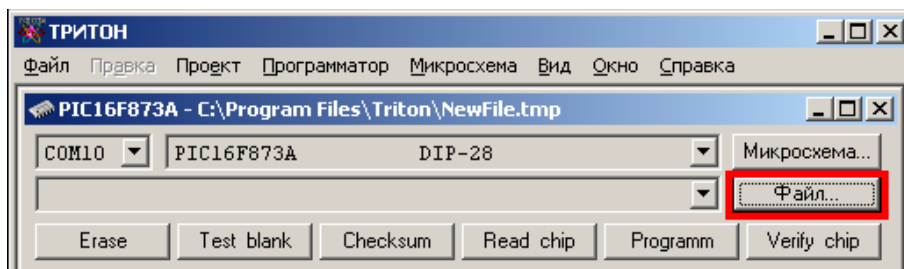 ТРИТОН
Файл Правка Проект Программатор Микросхема Вид Окно Справка
PIC16F873A - C:\Program Files\Triton\NewFile.tmp
COM10 PIC16F873A DIP-28 Микросхема...
Файл...
Erase Test blank Checksum Read chip Programm Verify chip